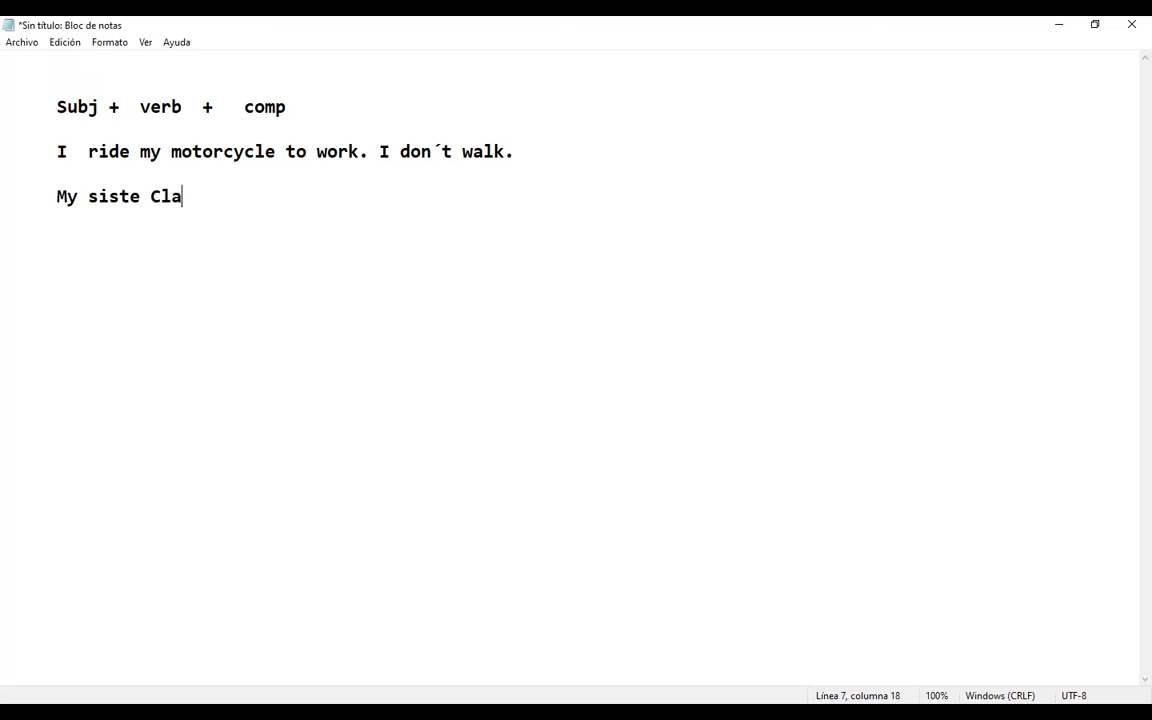 *Sin título: Bloc de notas
Archivo Edición Formato Ver Ayuda
Subj + verb + comp
I ride my motorcycle to work. I don´t walk.
My siste Cla
Línea 7, columna 18 100% Windows (CRLF) UTF-8